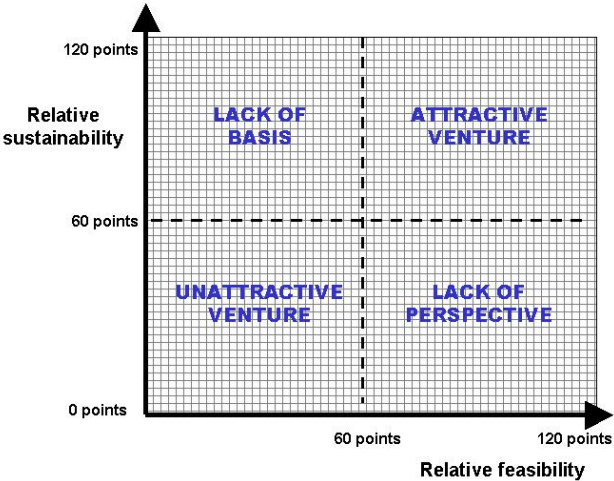 120 points
Relative
sustainability
LACK OF
BASIS
ATTRACTIVE
VENTURE
60 points
UNATTRACTIVE
VENTURE
LACK OF
PERSPECTIVE
0 points
60 points
120 points
Relative feasibility